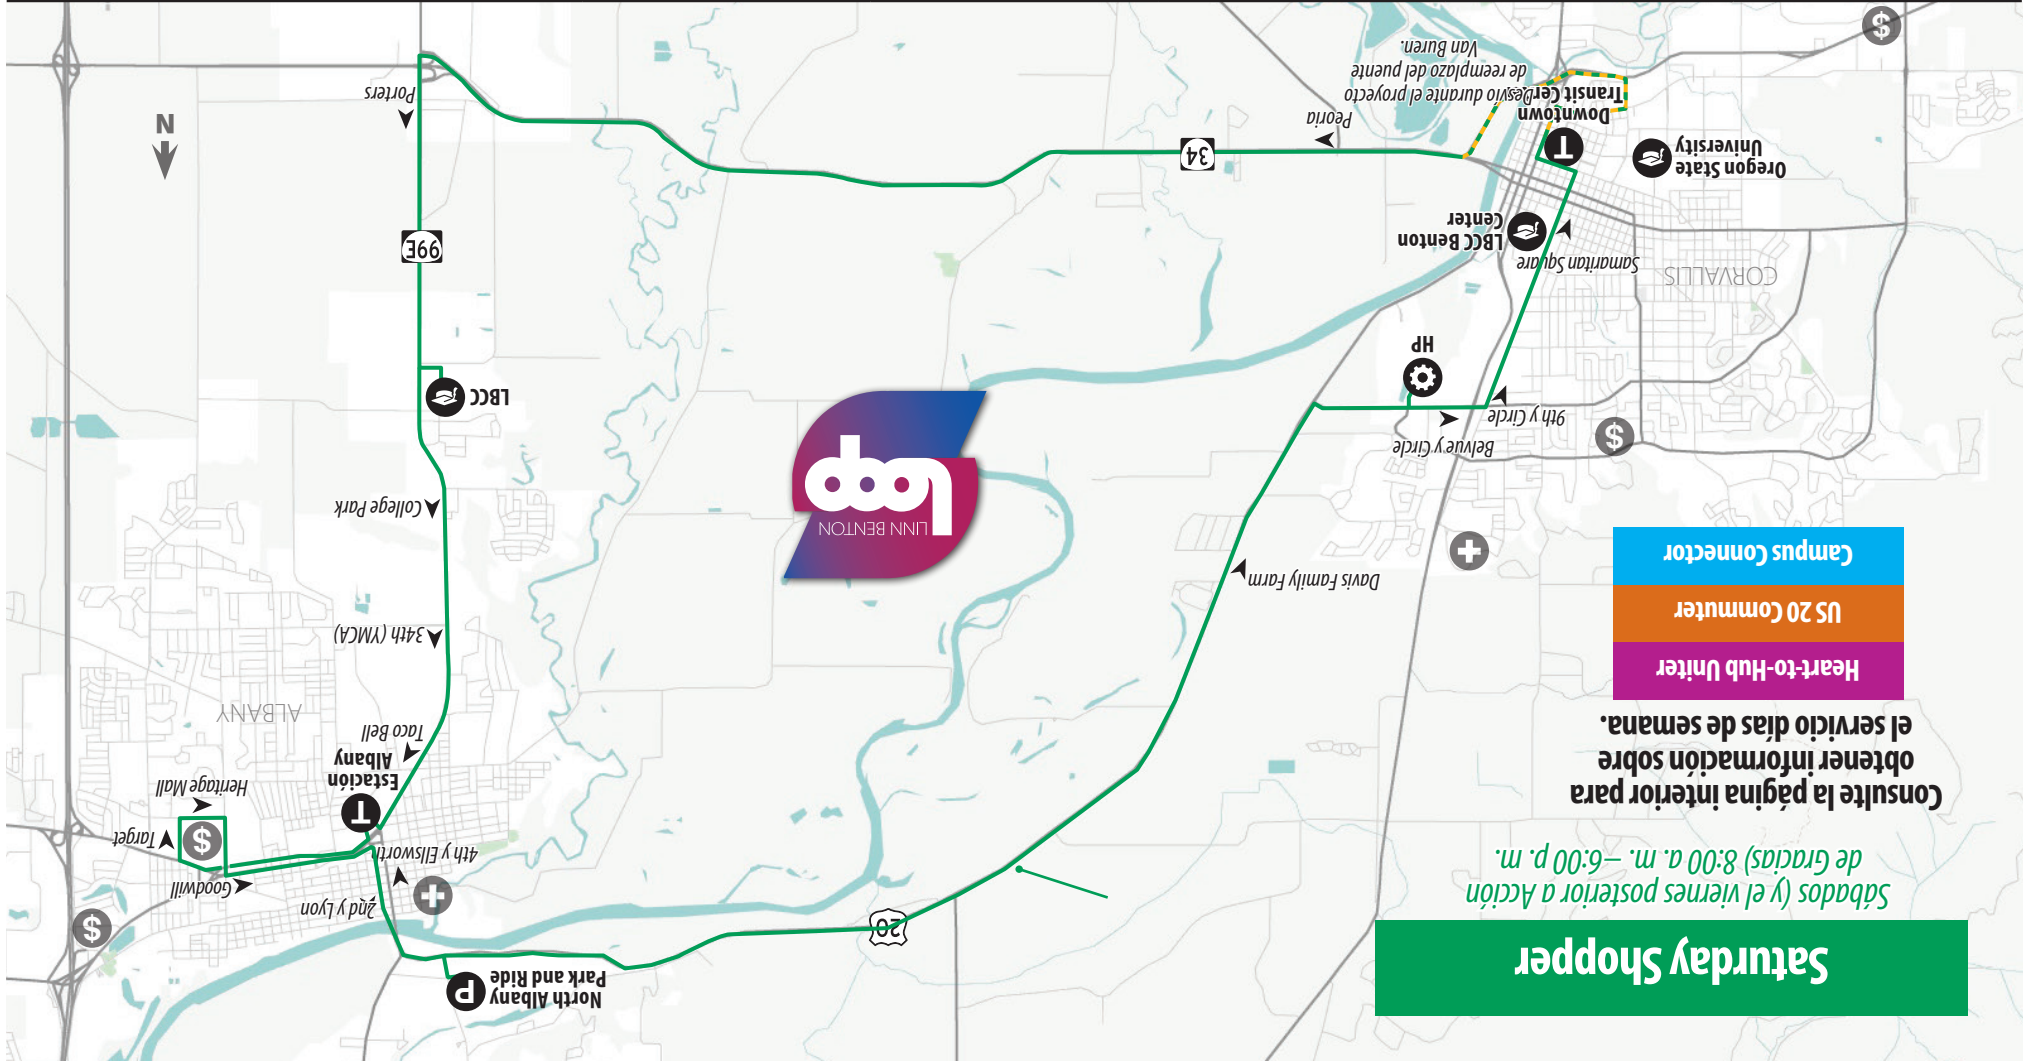 Saturday Shopper
Sábados (y el viernes posterior a Acción
de Gracias) 8:00 a. m. –6:00 p. m.
Consulte la página interior para
obtener información sobre
el servicio días de semana.
Heart-to-Hub Uniter
US 20 Commuter
Campus Connector
North Albany
Park and Ride
P
20
2nd y Lyon
Goodwill
$
4th y Ellsworth
Target
$
Heritage Mall
T
Estación
Albany
Taco Bell
ALBANY
34th (YMCA)
Davis Family Farm
LINN BENTON
loop
College Park
$
Belvue y Circle
9th y Circle
LBCC
HP
CORVALLIS
Samaritan Square
LBCC Benton
Center
99E
Oregon State
University
T
34
N
Peoria
Downtown
Transit Center
Desvío durante el proyecto
de reemplazo del puente
Van Buren.
Porters
$